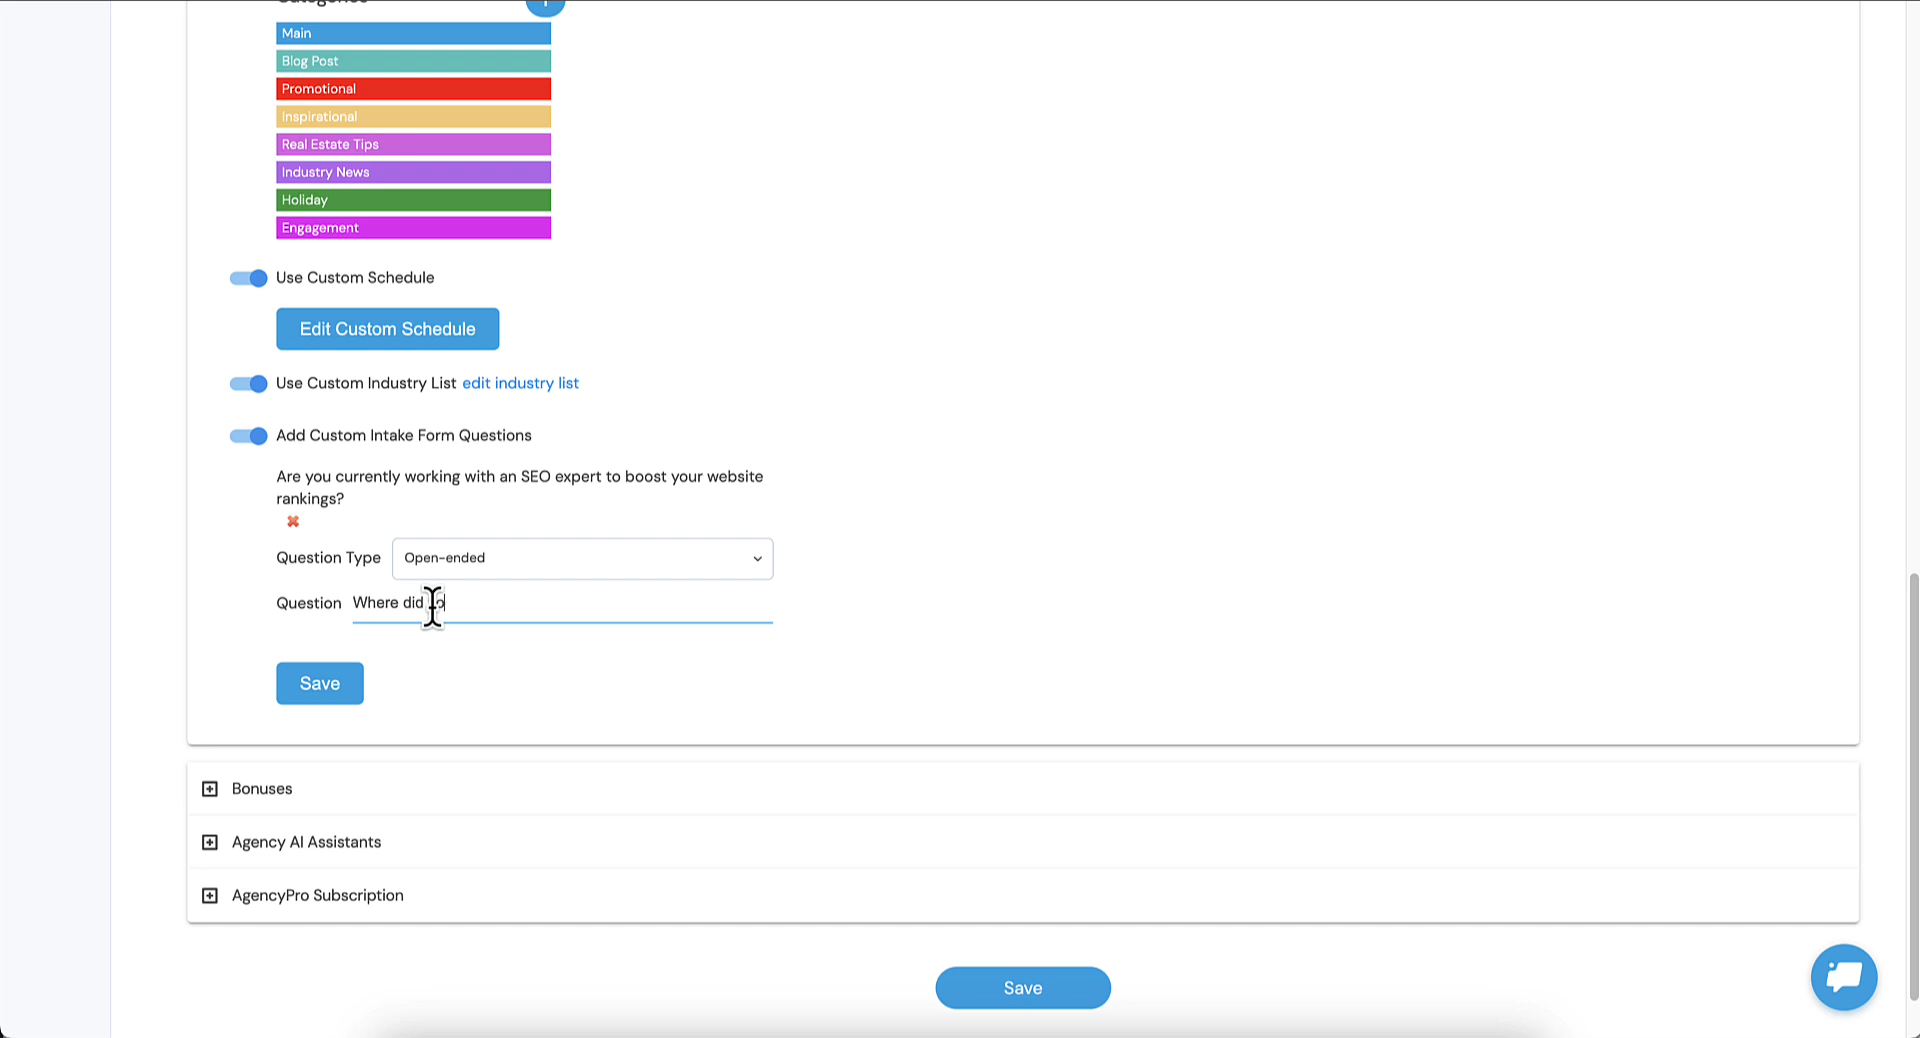 Categories
Main
Blog Post
Promotional
Inspirational
Real Estate Tips
Industry News
Holiday
Engagement
Use Custom Schedule
Edit Custom Schedule
Use Custom Industry List edit industry list
Add Custom Intake Form Questions
Are you currently working with an SEO expert to boost your website
rankings?
Question Type Open-ended
Question Where did
Save
Bonuses
Agency AI Assistants
AgencyPro Subscription
Save